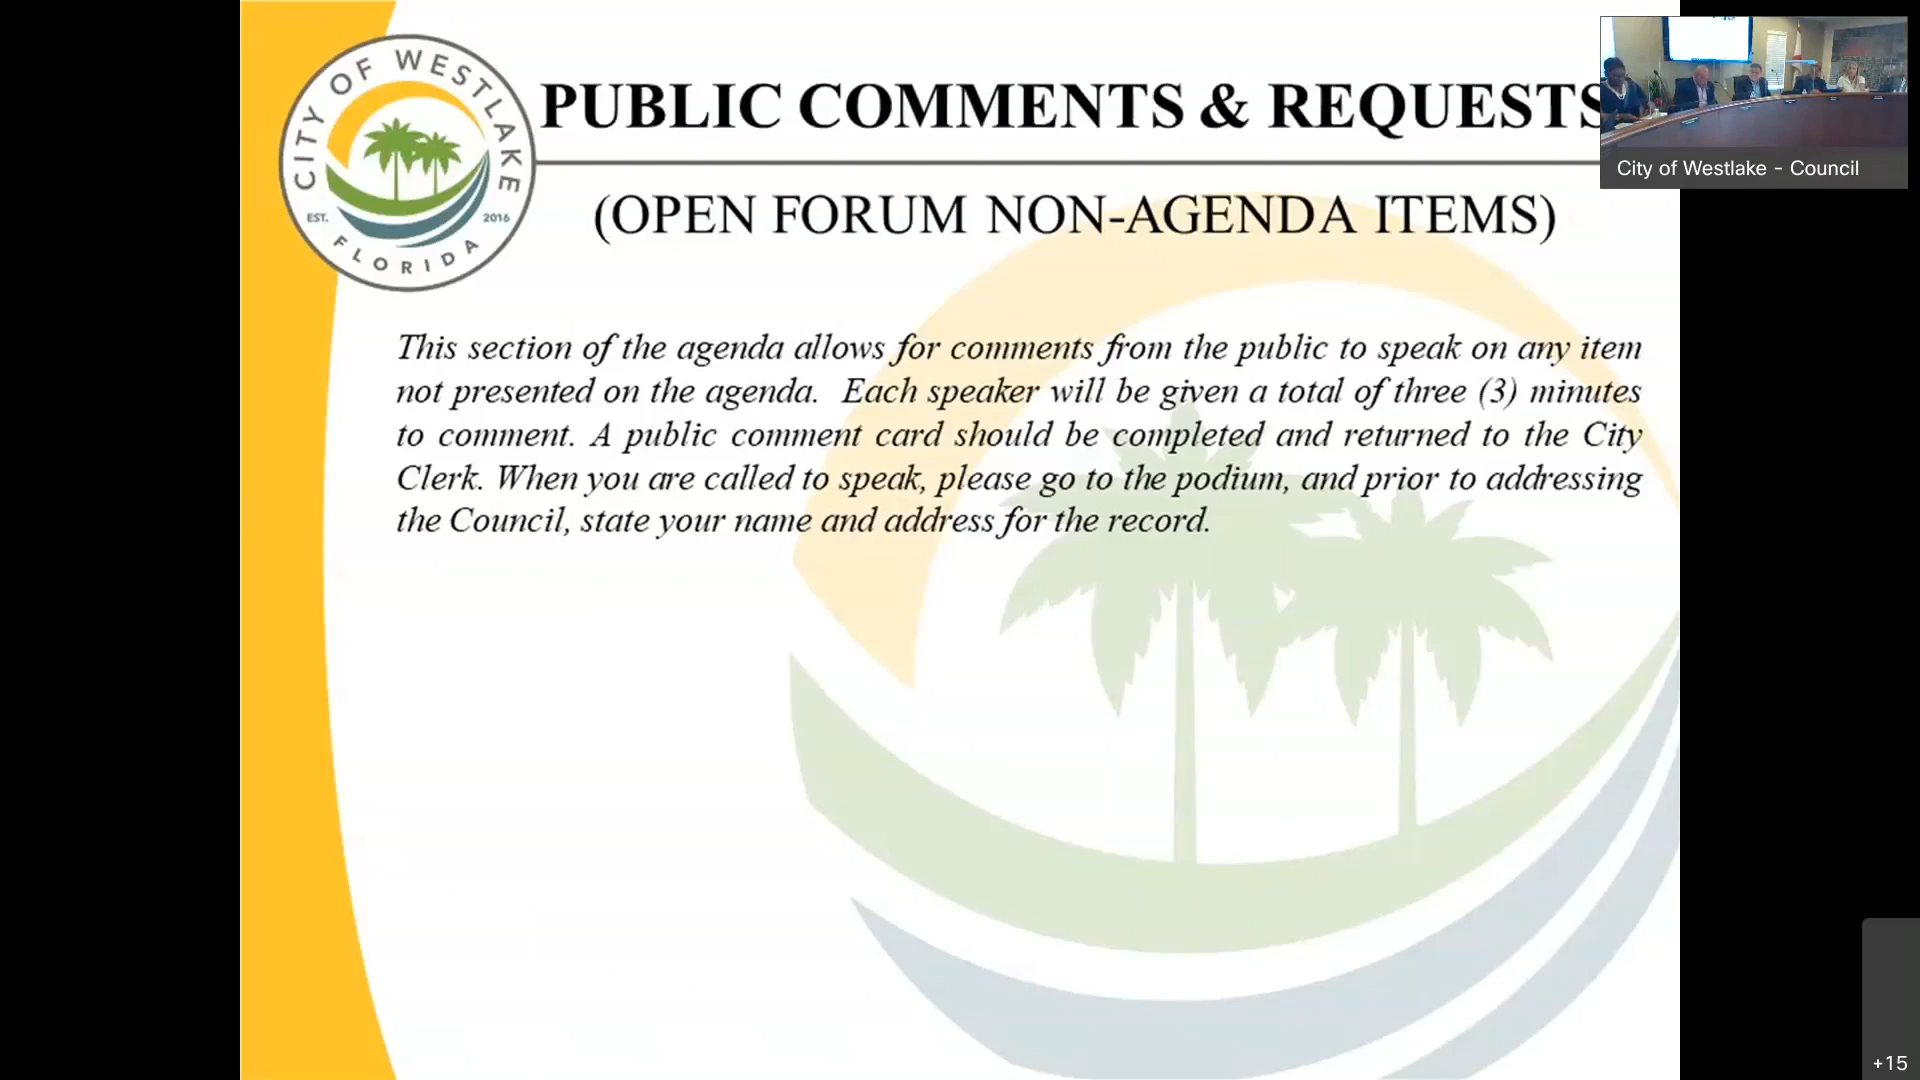 CITY OF WESTLAKE
EST. 2016
FLORIDA
PUBLIC COMMENTS & REQUESTS
(OPEN FORUM NON-AGENDA ITEMS)
This section of the agenda allows for comments from the public to speak on any item
not presented on the agenda. Each speaker will be given a total of three (3) minutes
to comment. A public comment card should be completed and returned to the City
Clerk. When you are called to speak, please go to the podium, and prior to addressing
the Council, state your name and address for the record.
City of Westlake - Council
+15